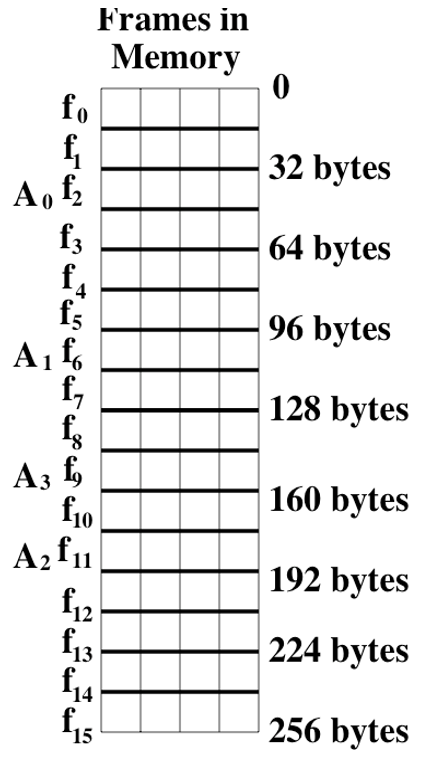 Frames in
Memory
0
f0
f1
32 bytes
A0 f2
f3
64 bytes
f4
f5
96 bytes
A1 f6
f7
128 bytes
f8
A3 f9
160 bytes
f10
A2 f11
192 bytes
f12
f13
224 bytes
f14
f15
256 bytes